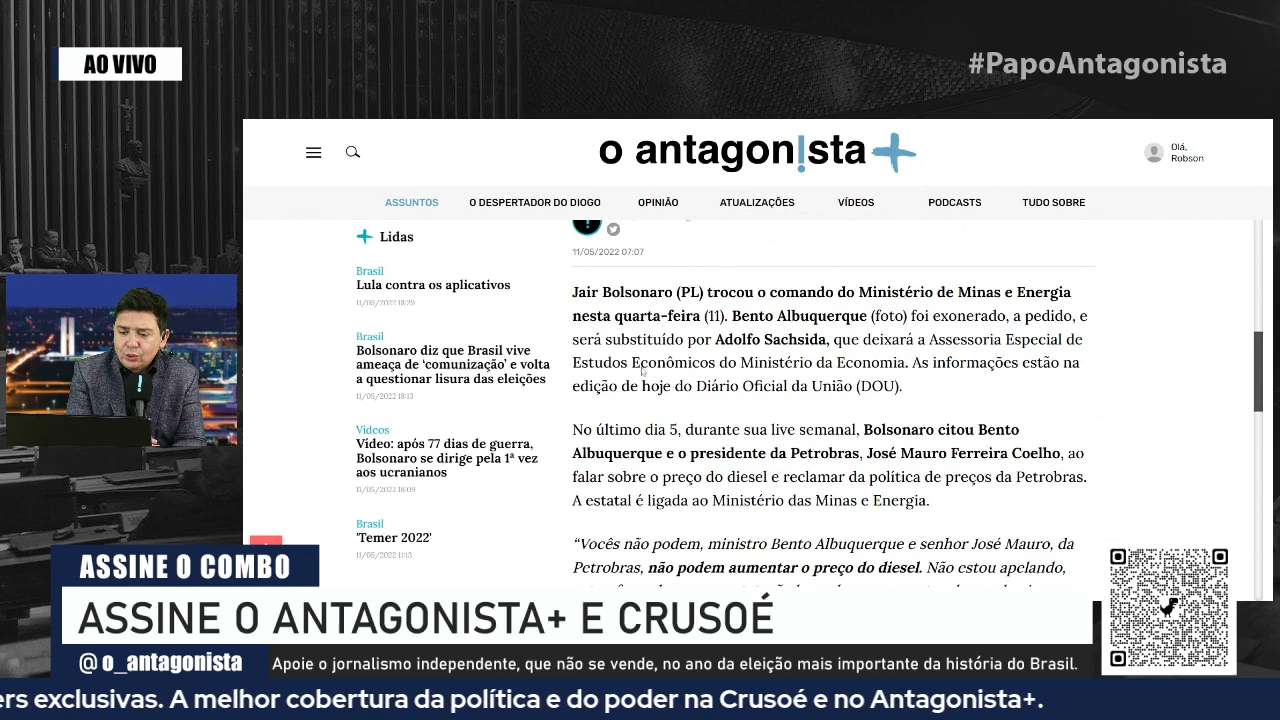 AO VIVO
#PapoAntagonista
o antagon!sta+
Olá,
Robson
ASSUNTOS
O DESPERTADOR DO DIOGO
OPINIÃO
ATUALIZAÇÕES
VÍDEOS
PODCASTS
TUDO SOBRE
Lidas
Brasil
Lula contra os aplicativos
11/05/2022 18:29
Brasil
Bolsonaro diz que Brasil vive
ameaça de ‘comunização’ e volta
a questionar lisura das eleições
11/05/2022 18:13
Vídeos
Vídeo: após 77 dias de guerra,
Bolsonaro se dirige pela 1ª vez
aos ucranianos
11/05/2022 18:09
Brasil
'Temer 2022'
11/05/2022 11:13
11/05/2022 07:07
Jair Bolsonaro (PL) trocou o comando do Ministério de Minas e Energia
nesta quarta-feira (11). Bento Albuquerque (foto) foi exonerado, a pedido, e
será substituído por Adolfo Sachsida, que deixará a Assessoria Especial de
Estudos Econômicos do Ministério da Economia. As informações estão na
edição de hoje do Diário Oficial da União (DOU).
No último dia 5, durante sua live semanal, Bolsonaro citou Bento
Albuquerque e o presidente da Petrobras, José Mauro Ferreira Coelho, ao
falar sobre o preço do diesel e reclamar da política de preços da Petrobras.
A estatal é ligada ao Ministério das Minas e Energia.
“Vocês não podem, ministro Bento Albuquerque e senhor José Mauro, da
Petrobras, não podem aumentar o preço do diesel. Não estou apelando,
ASSINE O COMBO
ASSINE O ANTAGONISTA+ E CRUSOÉ
@o_antagonista
Apoie o jornalismo independente, que não se vende, no ano da eleição mais importante da história do Brasil.
ers exclusivas. A melhor cobertura da política e do poder na Crusoé e no Antagonista+.